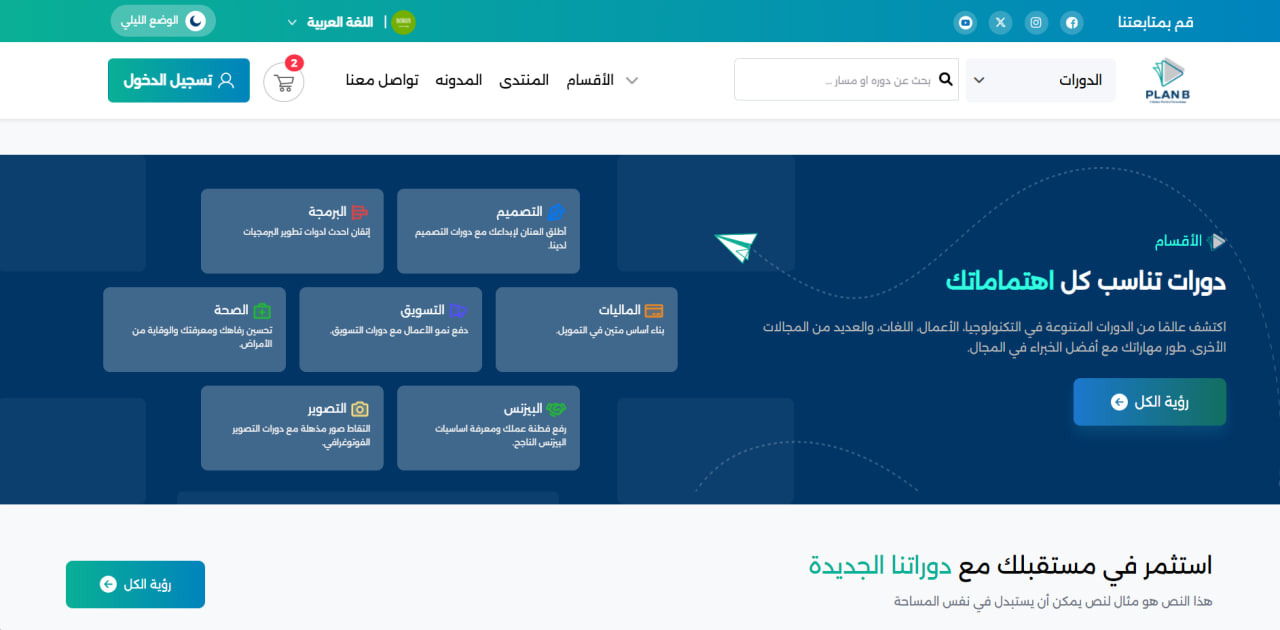 قم بمتابعتنا
| اللغة العربية
الوضع الليلي
PLAN B
الدورات
بحث عن دوره او مسار ...
الأقسام
المنتدى
المدونه
تواصل معنا
2
تسجيل الدخول
الأقسام
دورات تناسب كل اهتماماتك
اكتشف عالمًا من الدورات المتنوعة في التكنولوجيا، الأعمال، اللغات، والعديد من المجالات
الأخرى. طور مهاراتك مع أفضل الخبراء في المجال.
رؤية الكل
التصميم
أطلق العنان لإبداعك مع دورات التصميم
لدينا.
البرمجة
إتقان احدث ادوات تطوير البرمجيات
الماليات
بناء أساس متين في التمويل.
التسويق
دفع نمو الأعمال مع دورات التسويق.
الصحة
تحسين رفاهك ومعرفتك والوقاية من
الأمراض.
البيزنس
رفع فطنة عملك ومعرفة اساسيات
البيزنس الناجح.
التصوير
التقاط صور مذهلة مع دورات التصوير
الفوتوغرافي.
استثمر في مستقبلك مع دوراتنا الجديدة
هذا النص هو مثال لنص يمكن أن يستبدل في نفس المساحة
رؤية الكل